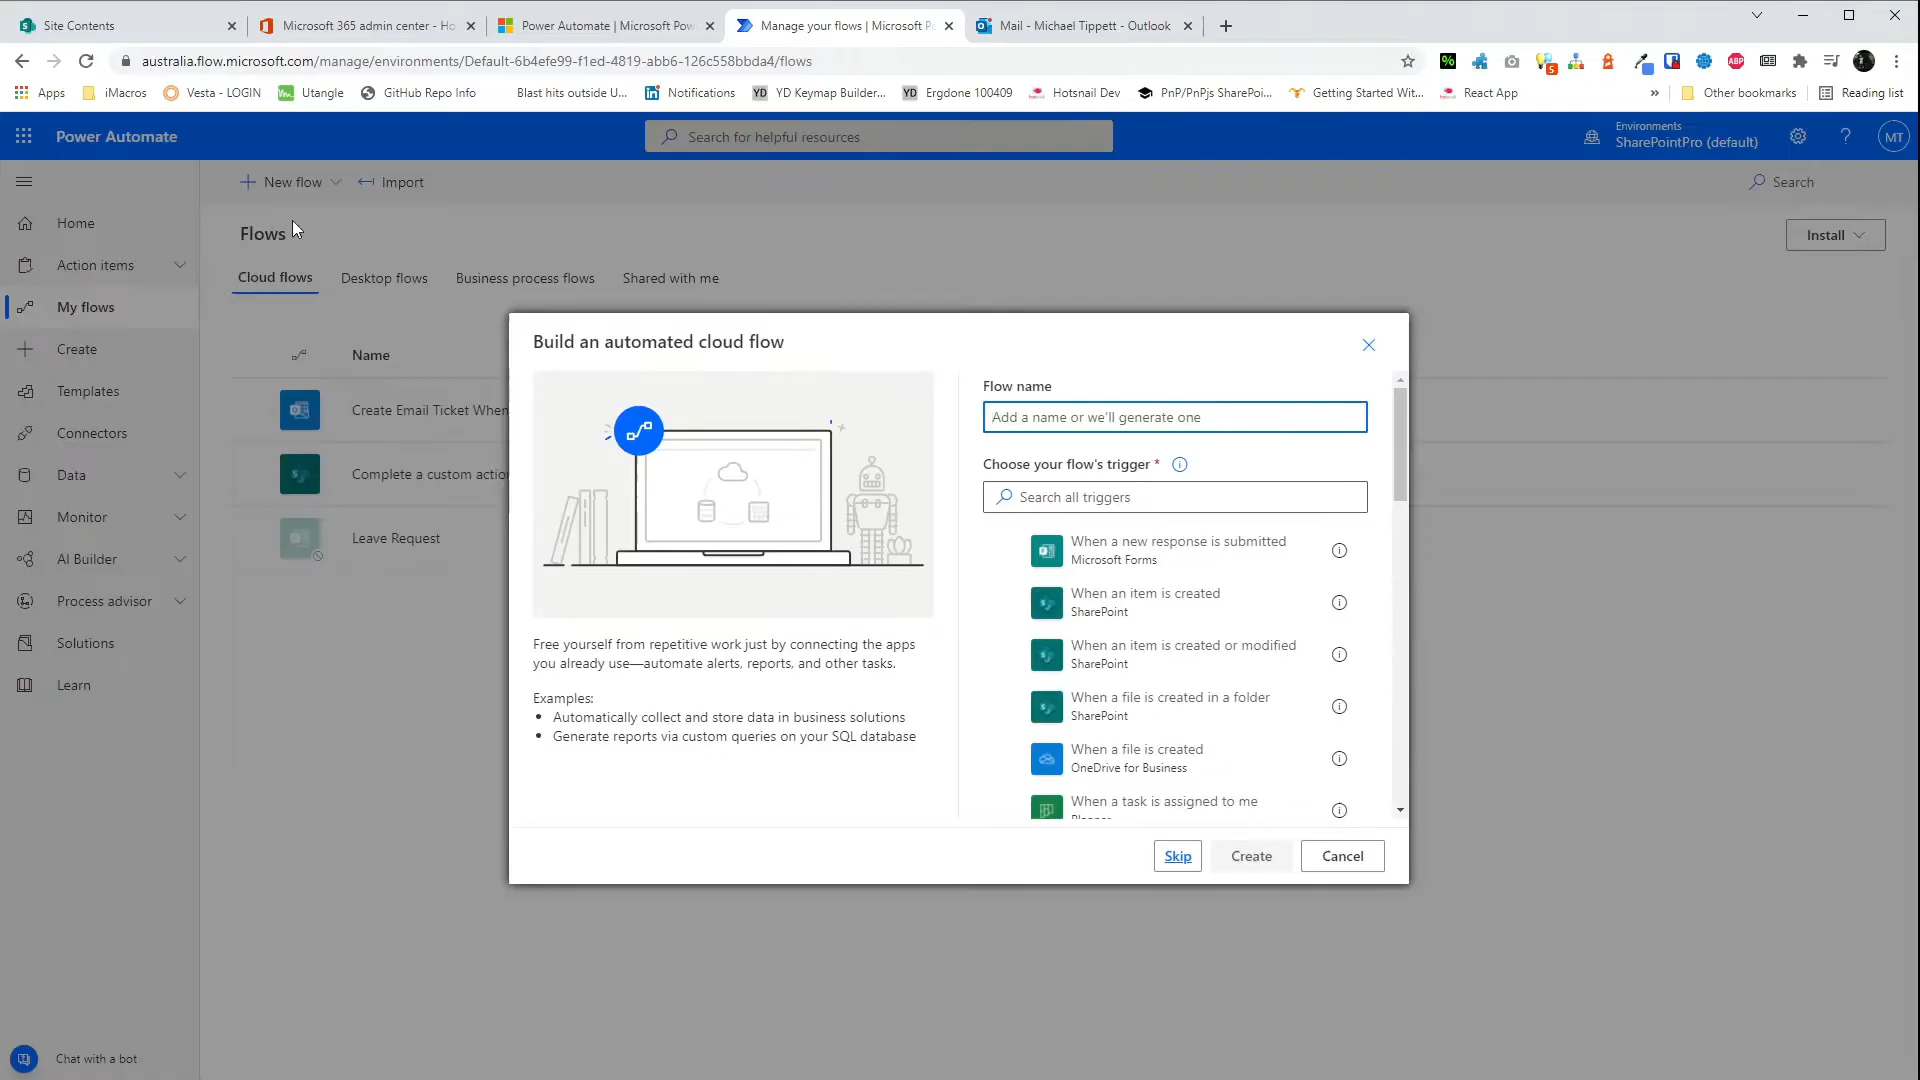 Site Contents
Microsoft 365 admin center - Ho
Power Automate | Microsoft Pow
Manage your flows | Microsoft Po
Mail - Michael Tippett - Outlook
australia.flow.microsoft.com/manage/environments/Default-6b4efe99-f1ed-4819-abb6-126c558bbda4/flows
Apps
iMacros
Vesta - LOGIN
Utangle
GitHub Repo Info
Blast hits outside U...
Notifications
YD YD Keymap Builder...
YD Ergdone 100409
Hotsnail Dev
PnP/PnPjs SharePoi...
Getting Started Wit...
React App
»
Other bookmarks
Reading list
Power Automate
Search for helpful resources
Environments
SharePointPro (default)
?
MT
New flow
Import
Search
Home
Action items
My flows
Create
Templates
Connectors
Data
Monitor
AI Builder
Process advisor
Solutions
Learn
Chat with a bot
Flows
Install
Cloud flows
Desktop flows
Business process flows
Shared with me
Name
Create Email Ticket When
Complete a custom actio
Leave Request
Build an automated cloud flow
Free yourself from repetitive work just by connecting the apps
you already use—automate alerts, reports, and other tasks.
Examples:
• Automatically collect and store data in business solutions
• Generate reports via custom queries on your SQL database
Flow name
Add a name or we'll generate one
Choose your flow's trigger *
Search all triggers
When a new response is submitted
Microsoft Forms
When an item is created
SharePoint
When an item is created or modified
SharePoint
When a file is created in a folder
SharePoint
When a file is created
OneDrive for Business
When a task is assigned to me
Planner
Skip
Create
Cancel